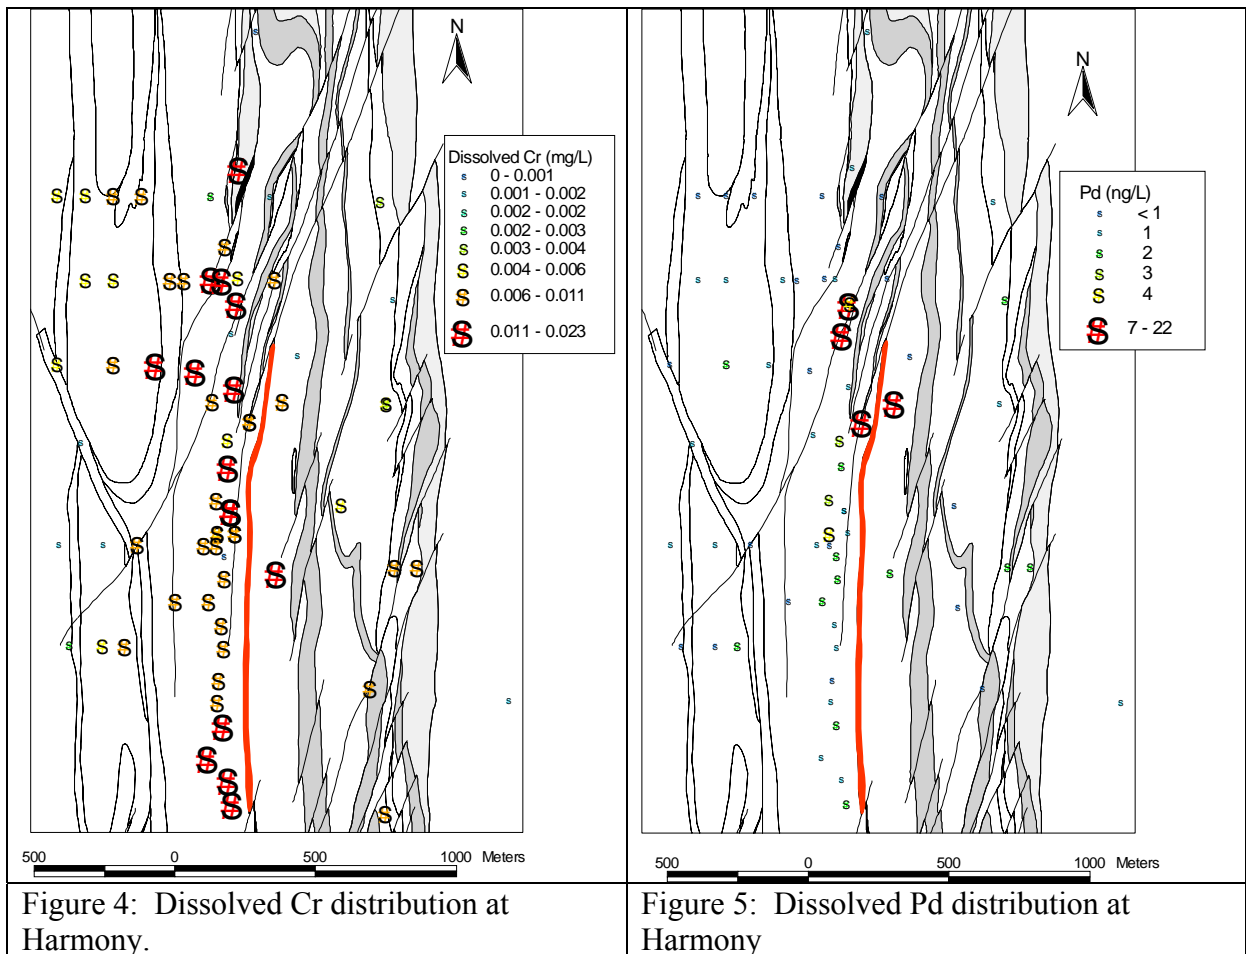 N
Dissolved Cr (mg/L)
0 - 0.001
0.001 - 0.002
0.002 - 0.002
0.002 - 0.003
0.003 - 0.004
0.004 - 0.006
0.006 - 0.011
0.011 - 0.023
500 0 500 1000 Meters
Figure 4: Dissolved Cr distribution at
Harmony.
N
Pd (ng/L)
< 1
1
2
3
4
7 - 22
500 0 500 1000 Meters
Figure 5: Dissolved Pd distribution at
Harmony